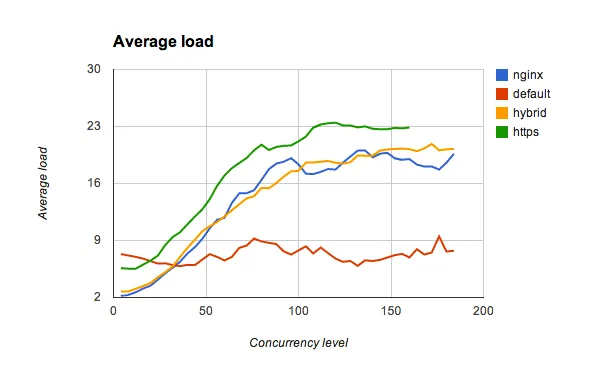 Average load
30
23
16
9
2
Average load
0 50 100 150 200
Concurrency level
nginx
default
hybrid
https